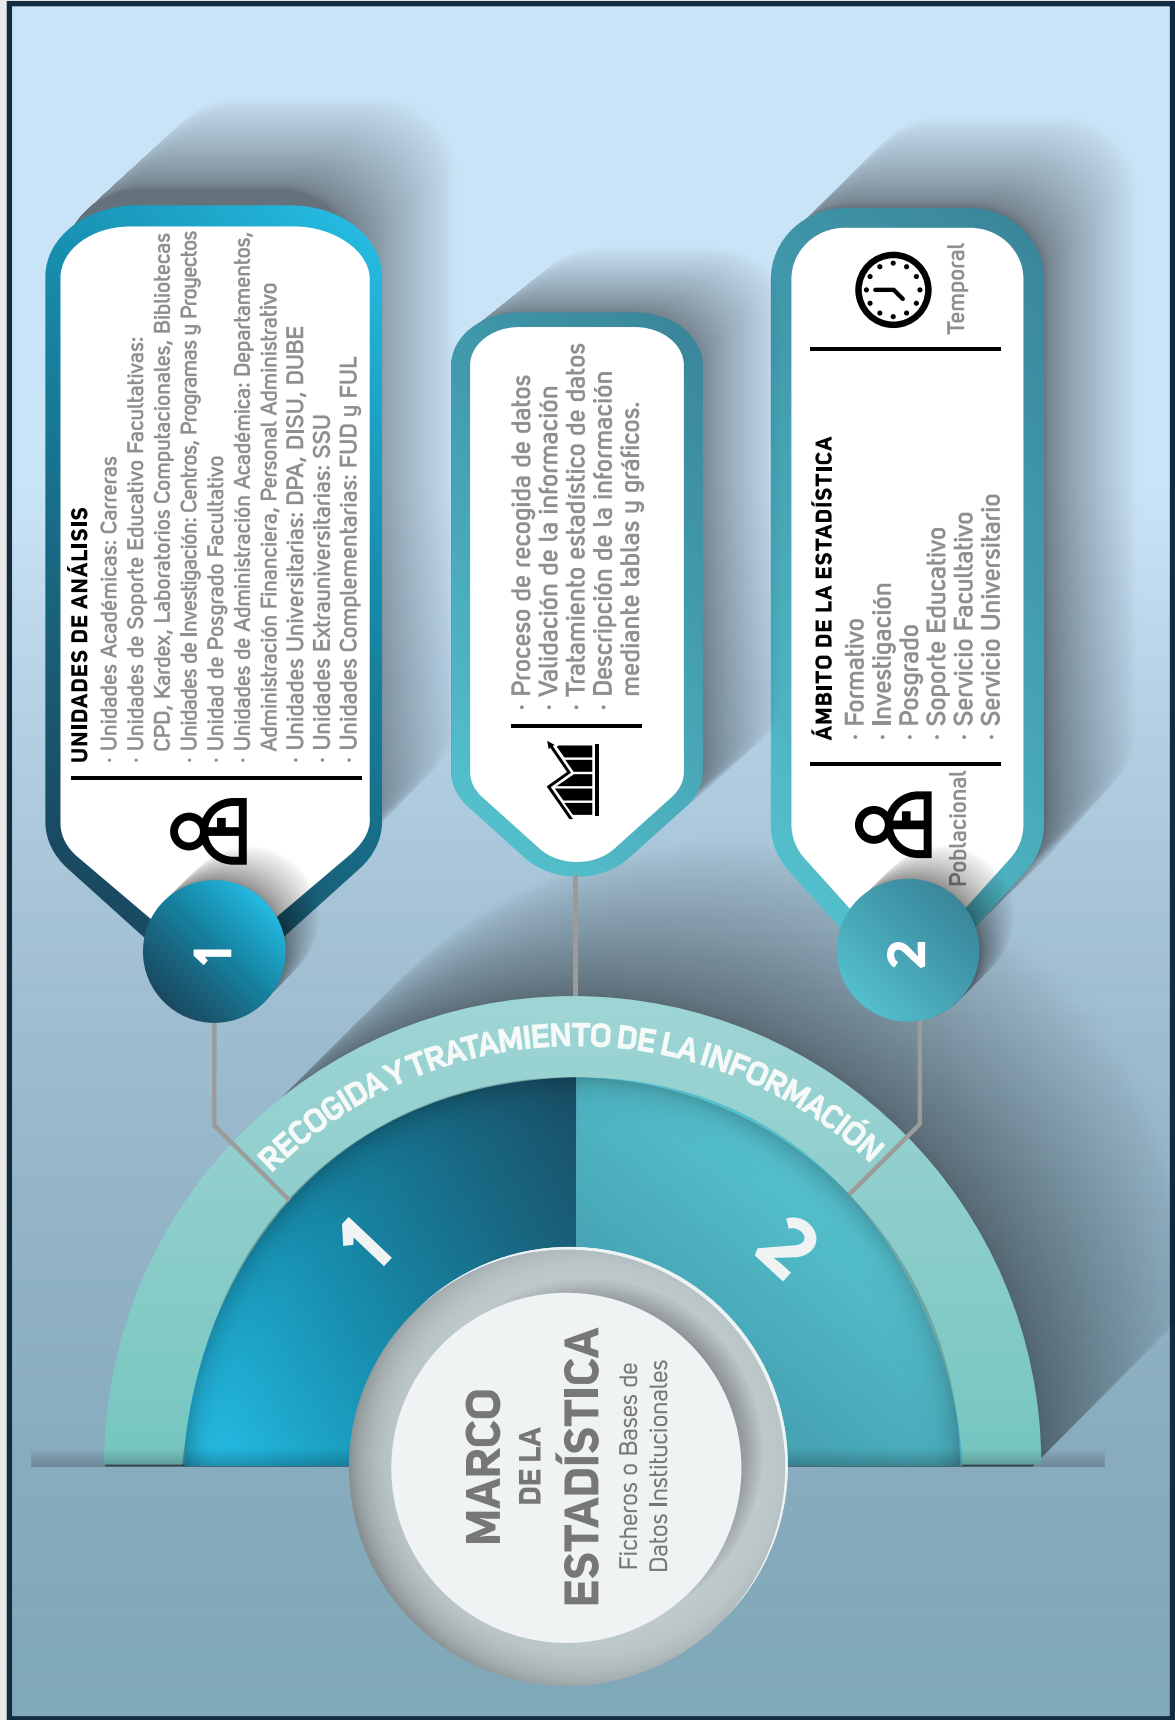 MARCO
DE LA
ESTADÍSTICA
Ficheros o Bases de
Datos Institucionales
RECOGIDA Y TRATAMIENTO DE LA INFORMACIÓN
1
2
1
UNIDADES DE ANÁLISIS
· Unidades Académicas: Carreras
· Unidades de Soporte Educativo Facultativas:
CPD, Kardex, Laboratorios Computacionales, Bibliotecas
· Unidades de Investigación: Centros, Programas y Proyectos
· Unidad de Posgrado Facultativo
· Unidades de Administración Académica: Departamentos,
Administración Financiera, Personal Administrativo
· Unidades Universitarias: DPA, DISU, DUBE
· Unidades Extrauniversitarias: SSU
· Unidades Complementarias: FUD y FUL
· Proceso de recogida de datos
· Validación de la información
· Tratamiento estadístico de datos
· Descripción de la información
mediante tablas y gráficos.
2
Poblacional
ÁMBITO DE LA ESTADÍSTICA
· Formativo
· Investigación
· Posgrado
· Soporte Educativo
· Servicio Facultativo
· Servicio Universitario
Temporal